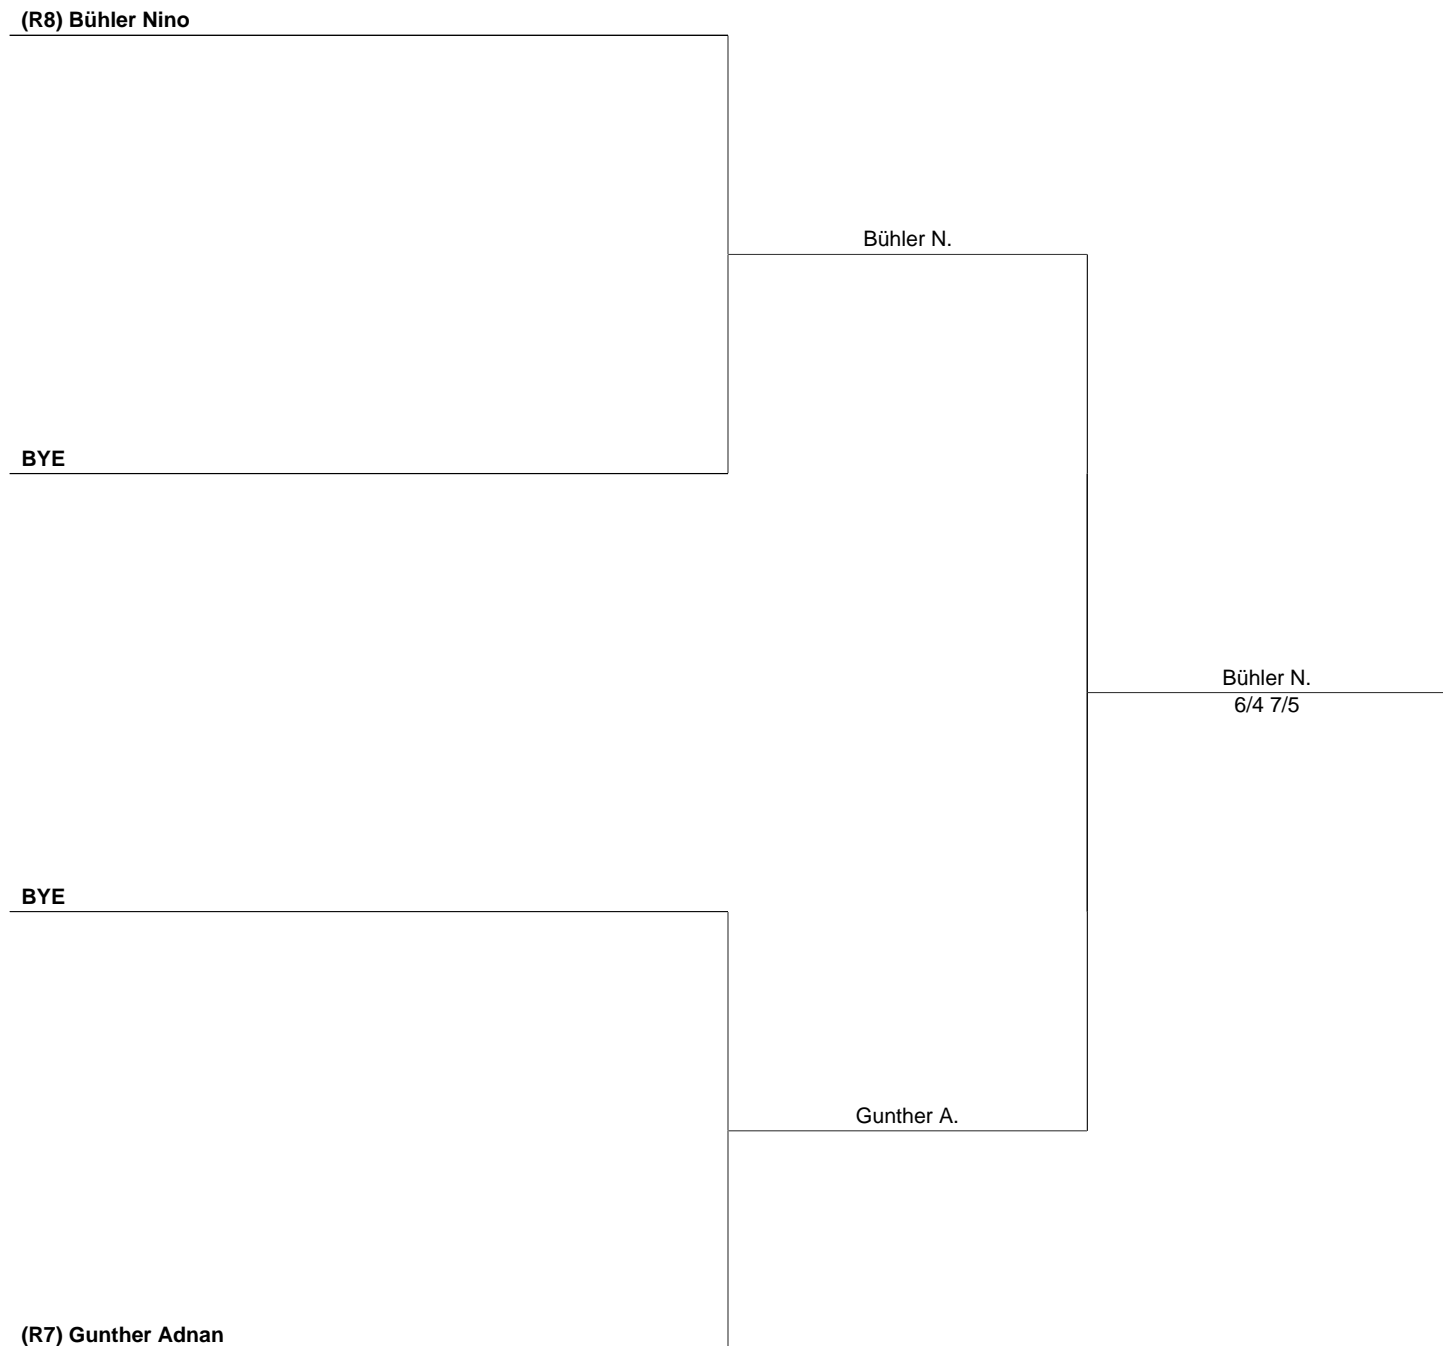 (R8) Bühler Nino
Bühler N.
BYE
Bühler N.
6/4 7/5
BYE
Gunther A.
(R7) Gunther Adnan